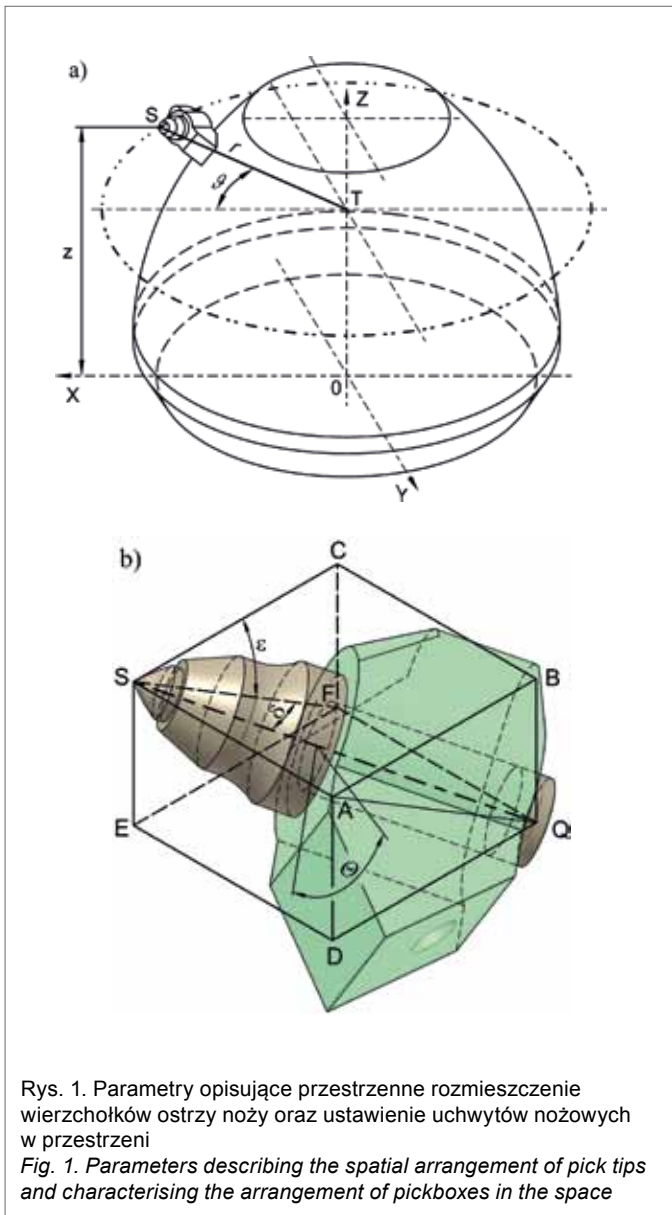 a)
Z
S
r
ϑ
T
z
X
0
Y
b)
C
ε
S
F
B
δ
E
A
Q
Θ
D
Rys. 1. Parametry opisujące przestrzenne rozmieszczenie
wierzchołków ostrzy noży oraz ustawienie uchwytów nożowych
w przestrzeni
Fig. 1. Parameters describing the spatial arrangement of pick tips
and characterising the arrangement of pickboxes in the space